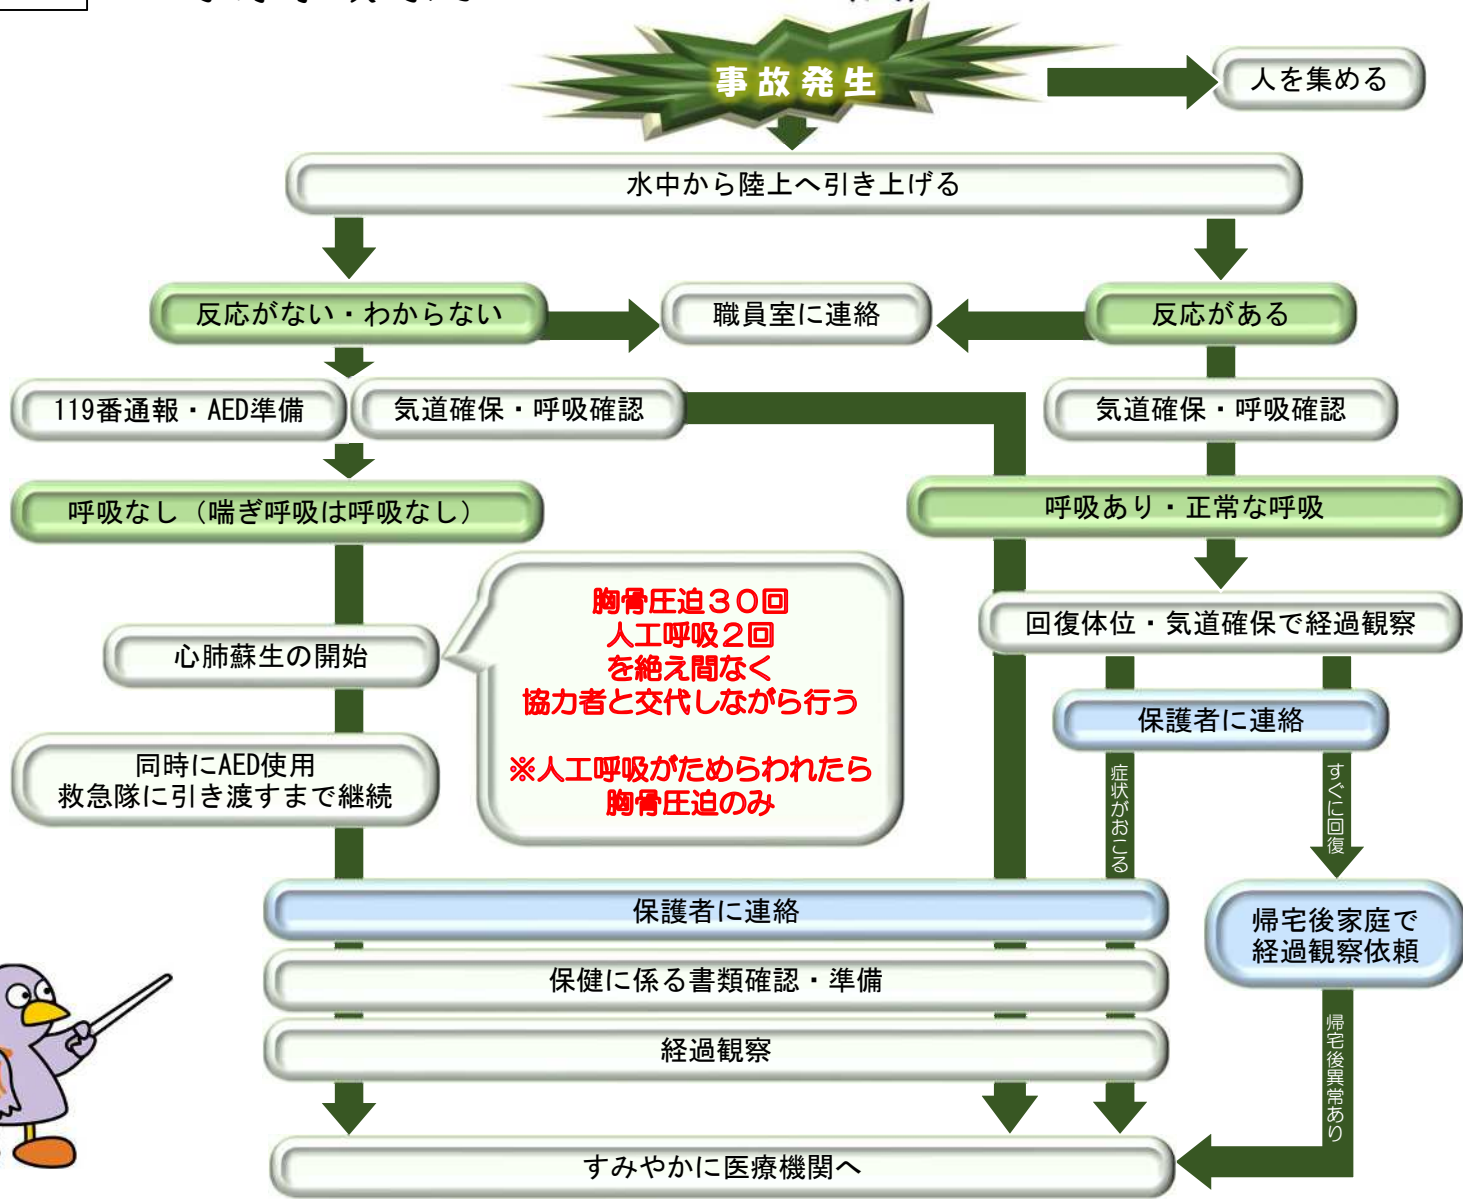 事故発生
人を集める
水中から陸上へ引き上げる
反応がない・わからない
職員室に連絡
反応がある
119番通報・AED準備
気道確保・呼吸確認
気道確保・呼吸確認
呼吸なし（喘ぎ呼吸は呼吸なし）
呼吸あり・正常な呼吸
胸骨圧迫３０回
人工呼吸２回
を絶え間なく
協力者と交代しながら行う
※人工呼吸がためらわれたら
胸骨圧迫のみ
回復体位・気道確保で経過観察
心肺蘇生の開始
保護者に連絡
同時にAED使用
救急隊に引き渡すまで継続
症状がおこる
すぐに回復
保護者に連絡
帰宅後家庭で
経過観察依頼
保健に係る書類確認・準備
経過観察
帰宅後異常あり
すみやかに医療機関へ